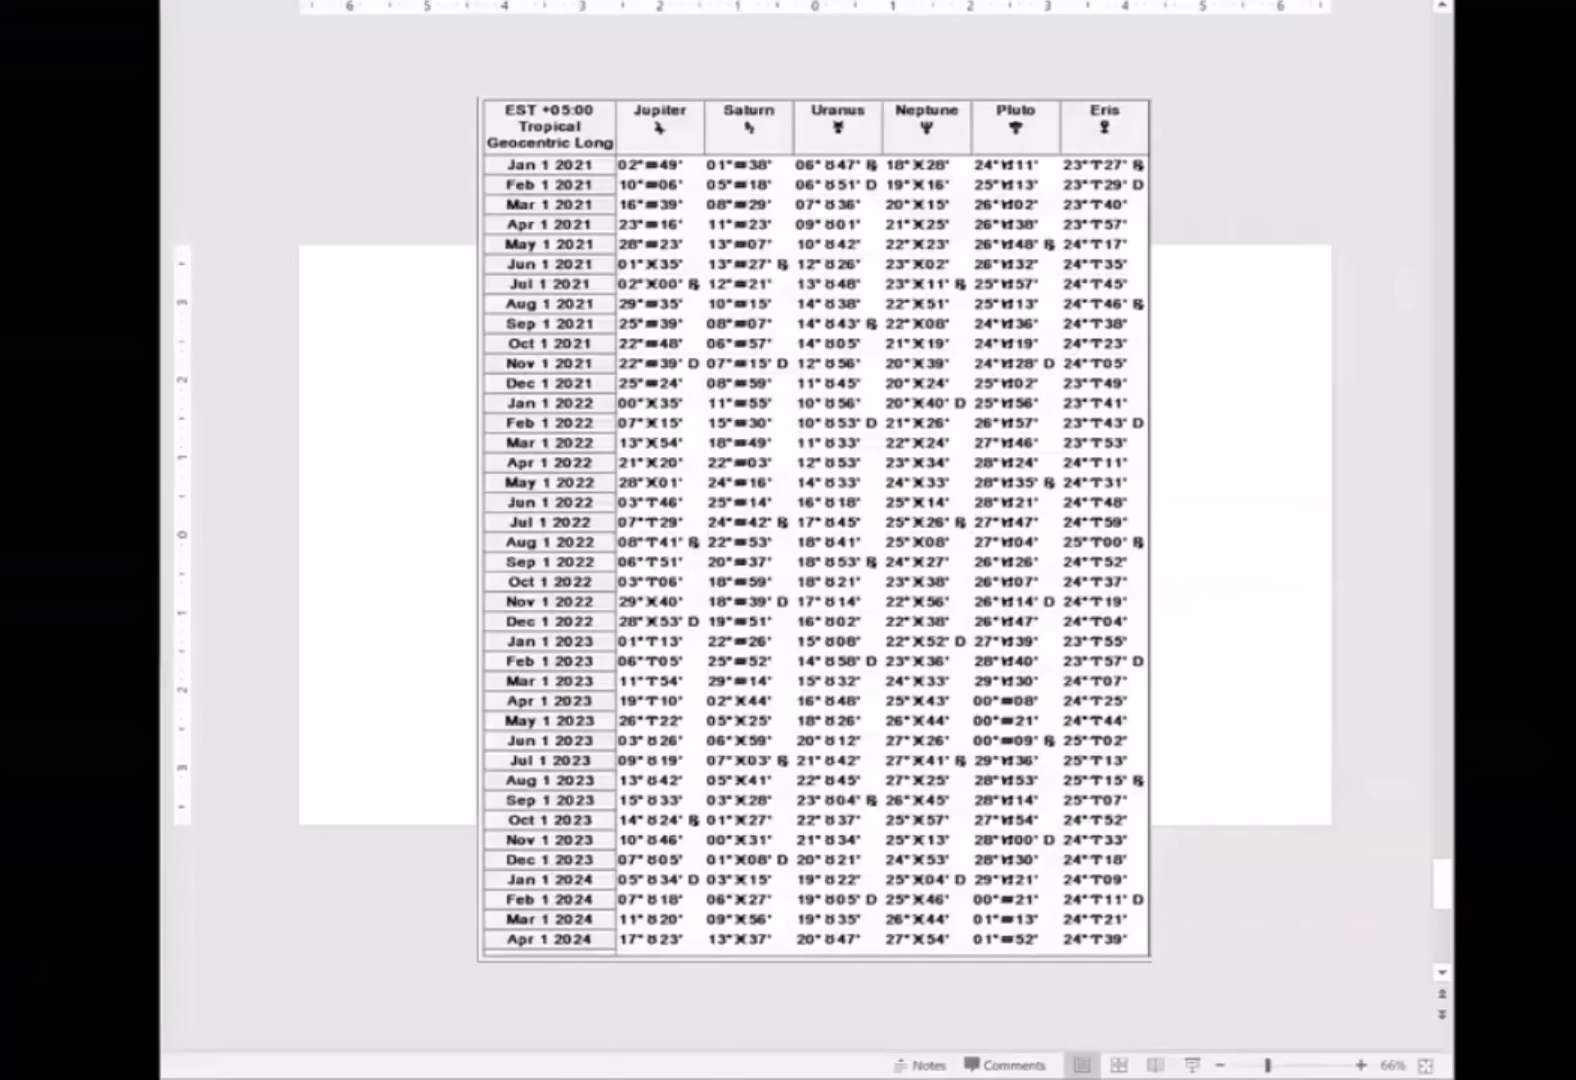 6 5 4 3 2 1 0 1 2 3 4 5 6
EST +05:00 Tropical Geocentric Long Jupiter ♃ Saturn ♄ Uranus ♅ Neptune ♆ Pluto Eris
Jan 1 2021 02°♒49' 01°♒38' 06°♉47' ℞ 18°♓28' 24°♑11' 23°♈27' ℞
Feb 1 2021 10°♒06' 05°♒18' 06°♉51' D 19°♓16' 25°♑13' 23°♈29' D
Mar 1 2021 16°♒39' 08°♒29' 07°♉36' 20°♓15' 26°♑02' 23°♈40'
Apr 1 2021 23°♒16' 11°♒23' 09°♉01' 21°♓25' 26°♑38' 23°♈57'
May 1 2021 28°♒23' 13°♒07' 10°♉42' 22°♓23' 26°♑48' ℞ 24°♈17'
Jun 1 2021 01°♓35' 13°♒27' ℞ 12°♉26' 23°♓02' 26°♑32' 24°♈35'
Jul 1 2021 02°♓00' ℞ 12°♒21' 13°♉48' 23°♓11' ℞ 25°♑57' 24°♈45'
Aug 1 2021 29°♒35' 10°♒15' 14°♉38' 22°♓51' 25°♑13' 24°♈46' ℞
Sep 1 2021 25°♒39' 08°♒07' 14°♉43' ℞ 22°♓08' 24°♑36' 24°♈38'
Oct 1 2021 22°♒48' 06°♒57' 14°♉05' 21°♓19' 24°♑19' 24°♈23'
Nov 1 2021 22°♒39' D 07°♒15' D 12°♉56' 20°♓39' 24°♑28' D 24°♈05'
Dec 1 2021 25°♒24' 08°♒59' 11°♉45' 20°♓24' 25°♑02' 23°♈49'
Jan 1 2022 00°♓35' 11°♒55' 10°♉56' 20°♓40' D 25°♑56' 23°♈41'
Feb 1 2022 07°♓15' 15°♒30' 10°♉53' D 21°♓26' 26°♑57' 23°♈43' D
Mar 1 2022 13°♓54' 18°♒49' 11°♉33' 22°♓24' 27°♑46' 23°♈53'
Apr 1 2022 21°♓20' 22°♒03' 12°♉53' 23°♓34' 28°♑24' 24°♈11'
May 1 2022 28°♓01' 24°♒16' 14°♉33' 24°♓33' 28°♑35' ℞ 24°♈31'
Jun 1 2022 03°♈46' 25°♒14' 16°♉18' 25°♓14' 28°♑21' 24°♈48'
Jul 1 2022 07°♈29' 24°♒42' ℞ 17°♉45' 25°♓26' ℞ 27°♑47' 24°♈59'
Aug 1 2022 08°♈41' ℞ 22°♒53' 18°♉41' 25°♓08' 27°♑04' 25°♈00' ℞
Sep 1 2022 06°♈51' 20°♒37' 18°♉53' ℞ 24°♓27' 26°♑26' 24°♈52'
Oct 1 2022 03°♈06' 18°♒59' 18°♉21' 23°♓38' 26°♑07' 24°♈37'
Nov 1 2022 29°♓40' 18°♒39' D 17°♉14' 22°♓56' 26°♑14' D 24°♈19'
Dec 1 2022 28°♓53' D 19°♒51' 16°♉02' 22°♓38' 26°♑47' 24°♈04'
Jan 1 2023 01°♈13' 22°♒26' 15°♉08' 22°♓52' D 27°♑39' 23°♈55'
Feb 1 2023 06°♈05' 25°♒52' 14°♉58' D 23°♓36' 28°♑40' 23°♈57' D
Mar 1 2023 11°♈54' 29°♒14' 15°♉32' 24°♓33' 29°♑30' 24°♈07'
Apr 1 2023 19°♈10' 02°♓44' 16°♉48' 25°♓43' 00°♒08' 24°♈25'
May 1 2023 26°♈22' 05°♓25' 18°♉26' 26°♓44' 00°♒21' 24°♈44'
Jun 1 2023 03°♉26' 06°♓59' 20°♉12' 27°♓26' 00°♒09' ℞ 25°♈02'
Jul 1 2023 09°♉19' 07°♓03' ℞ 21°♉42' 27°♓41' ℞ 29°♑36' 25°♈13'
Aug 1 2023 13°♉42' 05°♓41' 22°♉45' 27°♓25' 28°♑53' 25°♈15' ℞
Sep 1 2023 15°♉33' 03°♓28' 23°♉04' ℞ 26°♓45' 28°♑14' 25°♈07'
Oct 1 2023 14°♉24' ℞ 01°♓27' 22°♉37' 25°♓57' 27°♑54' 24°♈52'
Nov 1 2023 10°♉46' 00°♓31' 21°♉34' 25°♓13' 28°♑00' D 24°♈33'
Dec 1 2023 07°♉05' 01°♓08' D 20°♉21' 24°♓53' 28°♑30' 24°♈18'
Jan 1 2024 05°♉34' D 03°♓15' 19°♉22' 25°♓04' D 29°♑21' 24°♈09'
Feb 1 2024 07°♉18' 06°♓27' 19°♉05' D 25°♓46' 00°♒21' 24°♈11' D
Mar 1 2024 11°♉20' 09°♓56' 19°♉35' 26°♓44' 01°♒13' 24°♈21'
Apr 1 2024 17°♉23' 13°♓37' 20°♉47' 27°♓54' 01°♒52' 24°♈39'
3 2 1 0 1 2 3
Notes Comments 66%